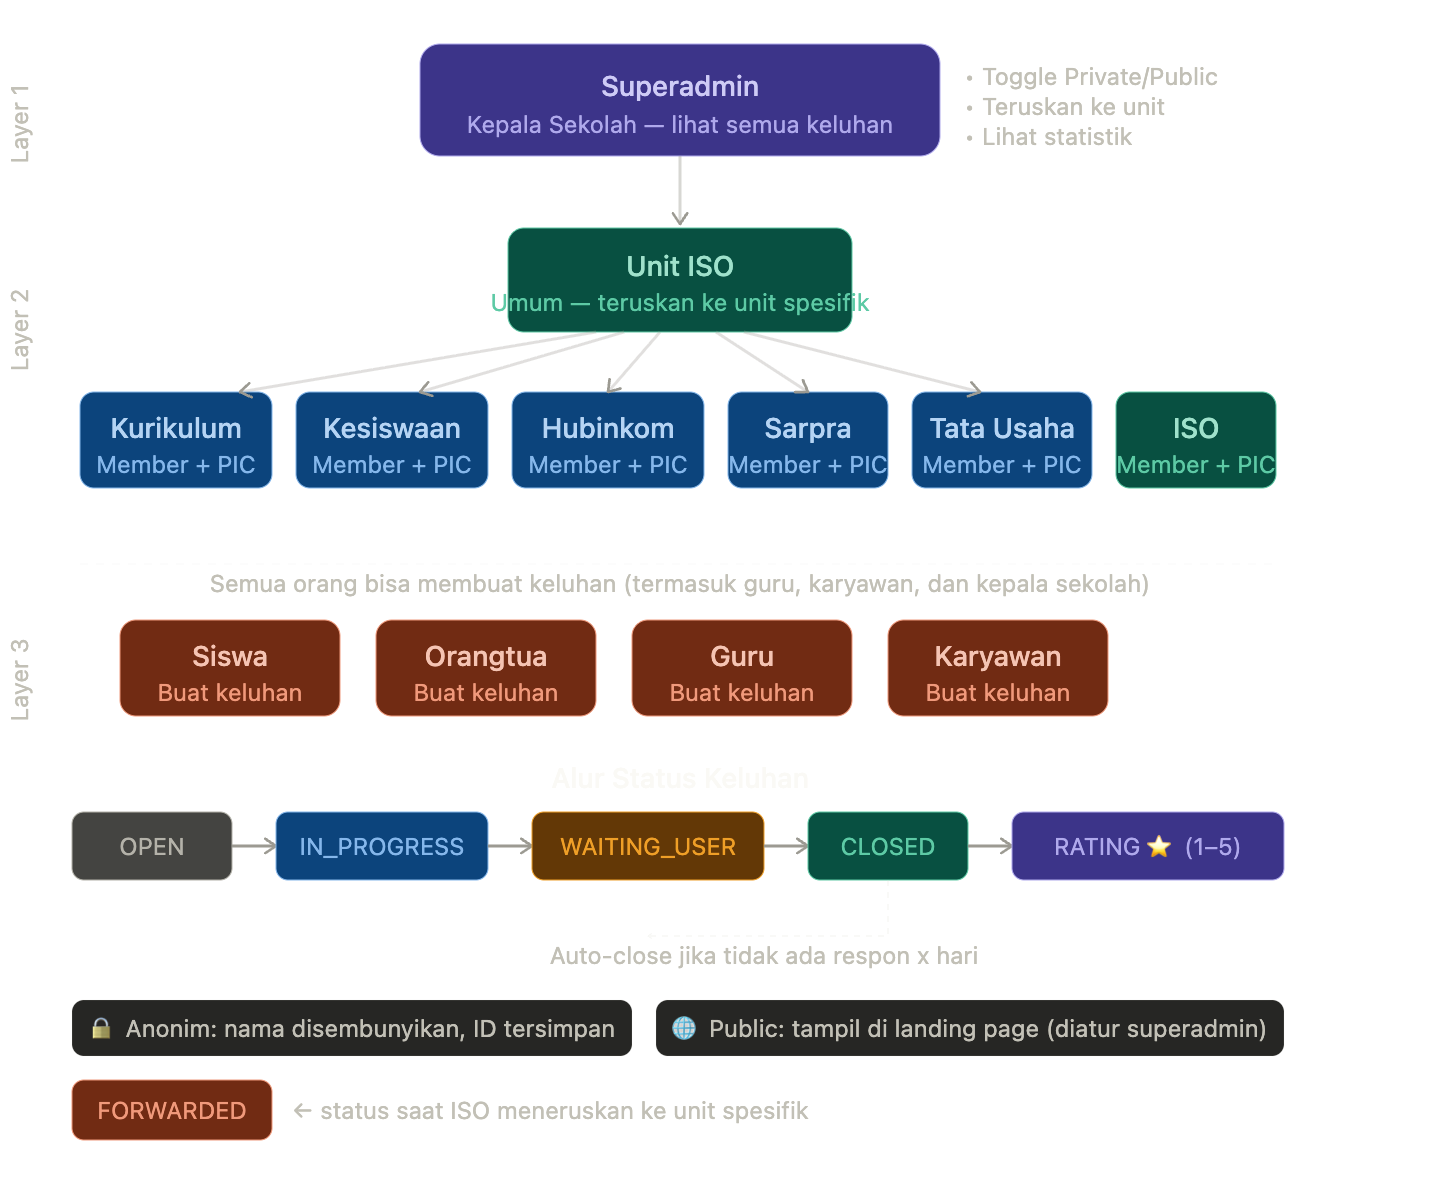 Layer 1
Superadmin
Kepala Sekolah — lihat semua keluhan
• Toggle Private/Public
• Teruskan ke unit
• Lihat statistik
Layer 2
Unit ISO
Umum — teruskan ke unit spesifik
Kurikulum
Member + PIC
Kesiswaan
Member + PIC
Hubinkom
Member + PIC
Sarpra
Member + PIC
Tata Usaha
Member + PIC
ISO
Member + PIC
Semua orang bisa membuat keluhan (termasuk guru, karyawan, dan kepala sekolah)
Layer 3
Siswa
Buat keluhan
Orangtua
Buat keluhan
Guru
Buat keluhan
Karyawan
Buat keluhan
Alur Status Keluhan
OPEN
IN_PROGRESS
WAITING_USER
CLOSED
RATING ⭐ (1–5)
Auto-close jika tidak ada respon x hari
🔒 Anonim: nama disembunyikan, ID tersimpan
🌐 Public: tampil di landing page (diatur superadmin)
FORWARDED
← status saat ISO meneruskan ke unit spesifik